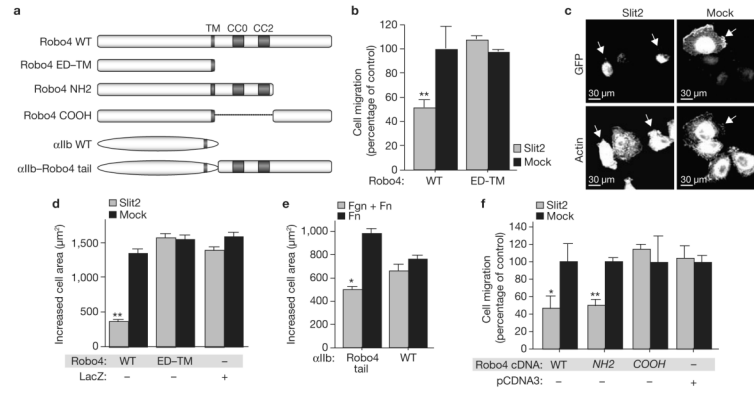 a
TM CC0 CC2
Robo4 WT
Robo4 ED–TM
Robo4 NH2
Robo4 COOH
αIIb WT
αIIb–Robo4 tail
b
Cell migration
(percentage of control)
120
100
80
60
40
20
0
**
Slit2
Mock
Robo4: WT ED-TM
c
Slit2 Mock
GFP
30 µm 30 µm
Actin
30 µm 30 µm
d
Slit2
Mock
Increased cell area (µm²)
1,500
1,000
500
0
**
Robo4: WT ED–TM –
LacZ: – – +
e
Fgn + Fn
Fn
Increased cell area (µm²)
1,000
800
600
400
200
0
*
αIIb: Robo4 WT
tail
f
Slit2
Mock
Cell migration
(percentage of control)
140
120
100
80
60
40
20
0
* **
Robo4 cDNA: WT NH2 COOH –
pCDNA3: – – – +